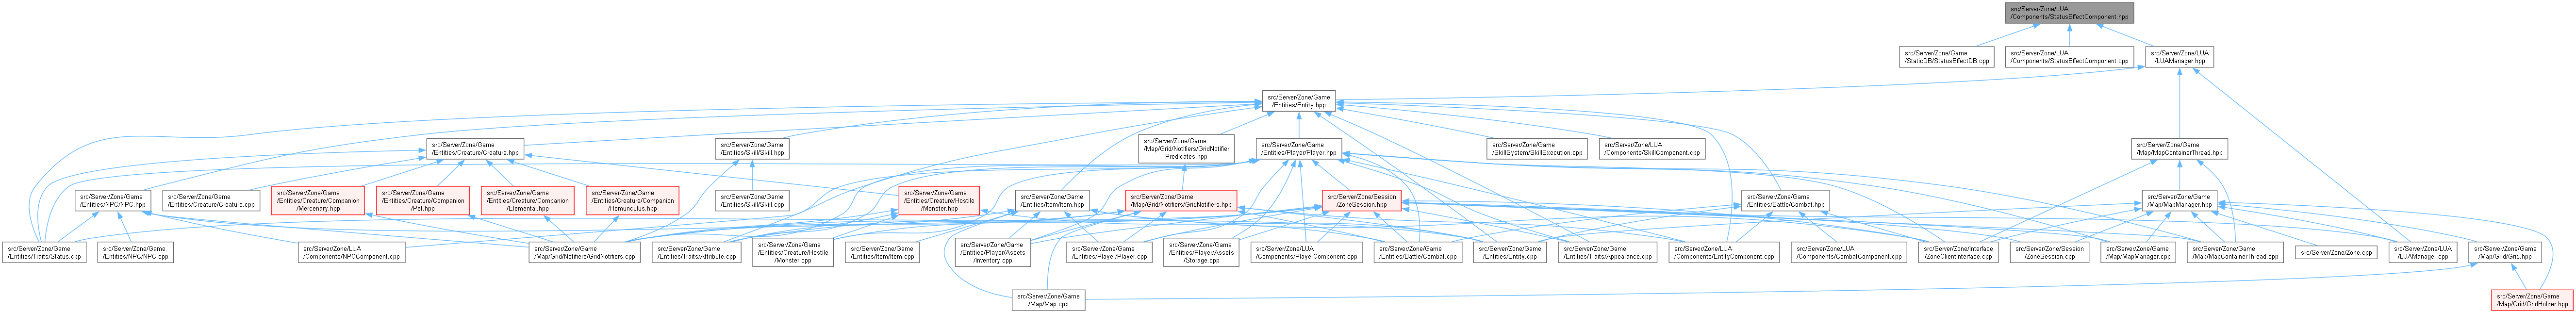 src/Server/Zone/LUA
/Components/StatusEffectComponent.hpp
src/Server/Zone/Game
/StaticDB/StatusEffectDB.cpp
src/Server/Zone/LUA
/Components/StatusEffectComponent.cpp
src/Server/Zone/LUA
/LUAManager.hpp
src/Server/Zone/Game
/Entities/Entity.hpp
src/Server/Zone/Game
/Entities/Creature/Creature.hpp
src/Server/Zone/Game
/Entities/Skill/Skill.hpp
src/Server/Zone/Game
/Map/Grid/Notifiers/GridNotifier
Predicates.hpp
src/Server/Zone/Game
/Entities/Player/Player.hpp
src/Server/Zone/Game
/SkillSystem/SkillExecution.cpp
src/Server/Zone/LUA
/Components/SkillComponent.cpp
src/Server/Zone/Game
/Map/MapContainerThread.hpp
src/Server/Zone/Game
/Entities/NPC/NPC.hpp
src/Server/Zone/Game
/Entities/Creature/Creature.cpp
src/Server/Zone/Game
/Entities/Creature/Companion
/Mercenary.hpp
src/Server/Zone/Game
/Entities/Creature/Companion
/Pet.hpp
src/Server/Zone/Game
/Entities/Creature/Companion
/Elemental.hpp
src/Server/Zone/Game
/Entities/Creature/Companion
/Homunculus.hpp
src/Server/Zone/Game
/Entities/Skill/Skill.cpp
src/Server/Zone/Game
/Entities/Creature/Hostile
/Monster.hpp
src/Server/Zone/Game
/Entities/Item/Item.hpp
src/Server/Zone/Game
/Map/Grid/Notifiers/GridNotifiers.hpp
src/Server/Zone/Session
/ZoneSession.hpp
src/Server/Zone/Game
/Entities/Battle/Combat.hpp
src/Server/Zone/Game
/Map/MapManager.hpp
src/Server/Zone/Game
/Entities/Traits/Status.cpp
src/Server/Zone/Game
/Entities/NPC/NPC.cpp
src/Server/Zone/LUA
/Components/NPCComponent.cpp
src/Server/Zone/Game
/Map/Grid/Notifiers/GridNotifiers.cpp
src/Server/Zone/Game
/Entities/Traits/Attribute.cpp
src/Server/Zone/Game
/Entities/Creature/Hostile
/Monster.cpp
src/Server/Zone/Game
/Entities/Item/Item.cpp
src/Server/Zone/Game
/Entities/Player/Assets
/Inventory.cpp
src/Server/Zone/Game
/Entities/Player/Player.cpp
src/Server/Zone/Game
/Entities/Player/Assets
/Storage.cpp
src/Server/Zone/LUA
/Components/PlayerComponent.cpp
src/Server/Zone/Game
/Entities/Battle/Combat.cpp
src/Server/Zone/Game
/Entities/Entity.cpp
src/Server/Zone/Game
/Entities/Traits/Appearance.cpp
src/Server/Zone/LUA
/Components/EntityComponent.cpp
src/Server/Zone/LUA
/Components/CombatComponent.cpp
src/Server/Zone/Interface
/ZoneClientInterface.cpp
src/Server/Zone/Session
/ZoneSession.cpp
src/Server/Zone/Game
/Map/MapManager.cpp
src/Server/Zone/Game
/Map/MapContainerThread.cpp
src/Server/Zone/Zone.cpp
src/Server/Zone/LUA
/LUAManager.cpp
src/Server/Zone/Game
/Map/Grid/Grid.hpp
src/Server/Zone/Game
/Map/Map.cpp
src/Server/Zone/Game
/Map/Grid/GridHolder.hpp